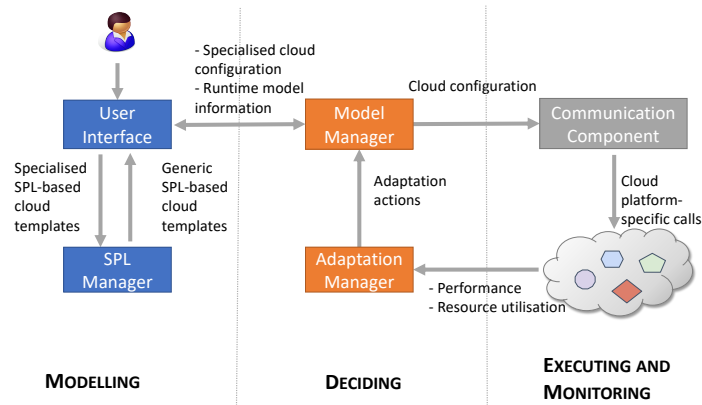 - Specialised cloud
configuration
- Runtime model
information
Cloud configuration
User
Interface
Model
Manager
Communication
Component
Specialised
SPL-based
cloud
templates
Generic
SPL-based
cloud
templates
Adaptation
actions
Cloud
platform-
specific calls
SPL
Manager
Adaptation
Manager
- Performance
- Resource utilisation
MODELLING
DECIDING
EXECUTING AND
MONITORING